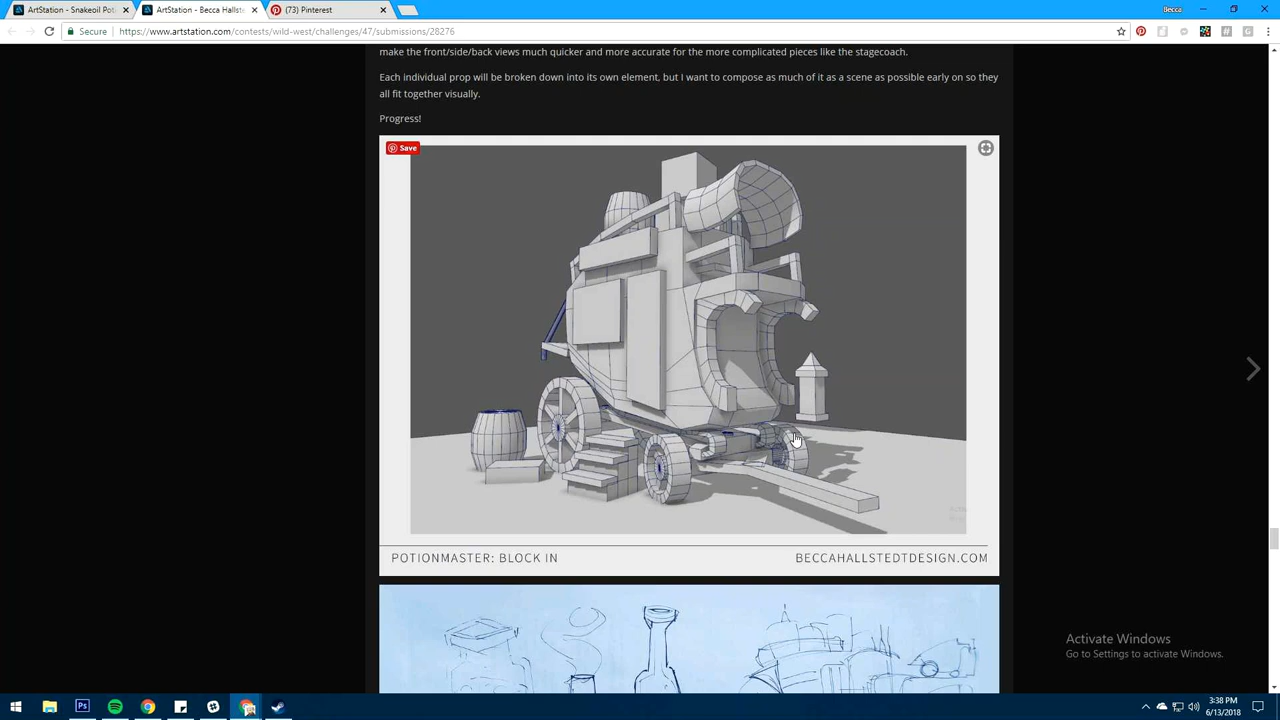 ArtStation - Snakeoil Pot
ArtStation - Becca Hallst
(73) Pinterest
Becca
Secure
https://www.artstation.com/contests/wild-west/challenges/47/submissions/28276
make the front/side/back views much quicker and more accurate for the more complicated pieces like the stagecoach.
Each individual prop will be broken down into its own element, but I want to compose as much of it as a scene as possible early on so they
all fit together visually.
Progress!
Save
POTIONMASTER: BLOCK IN
BECCAHALLSTEDTDESIGN.COM
Activate Windows
Go to Settings to activate Windows.
Ps
3:38 PM
6/13/2018